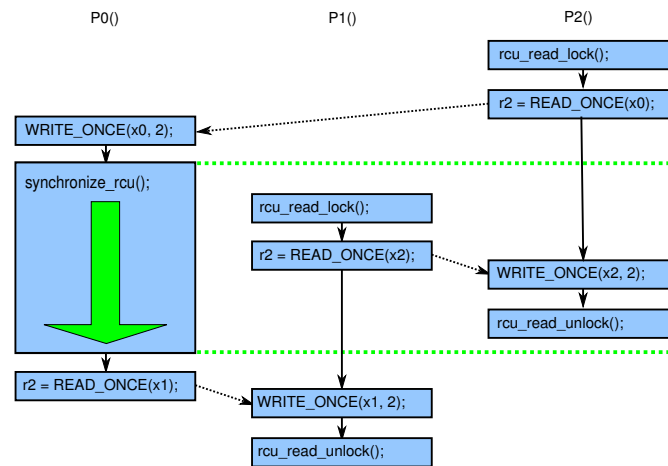 P0()
P1()
P2()
rcu_read_lock();
r2 = READ_ONCE(x0);
WRITE_ONCE(x0, 2);
synchronize_rcu();
rcu_read_lock();
r2 = READ_ONCE(x2);
WRITE_ONCE(x2, 2);
rcu_read_unlock();
r2 = READ_ONCE(x1);
WRITE_ONCE(x1, 2);
rcu_read_unlock();